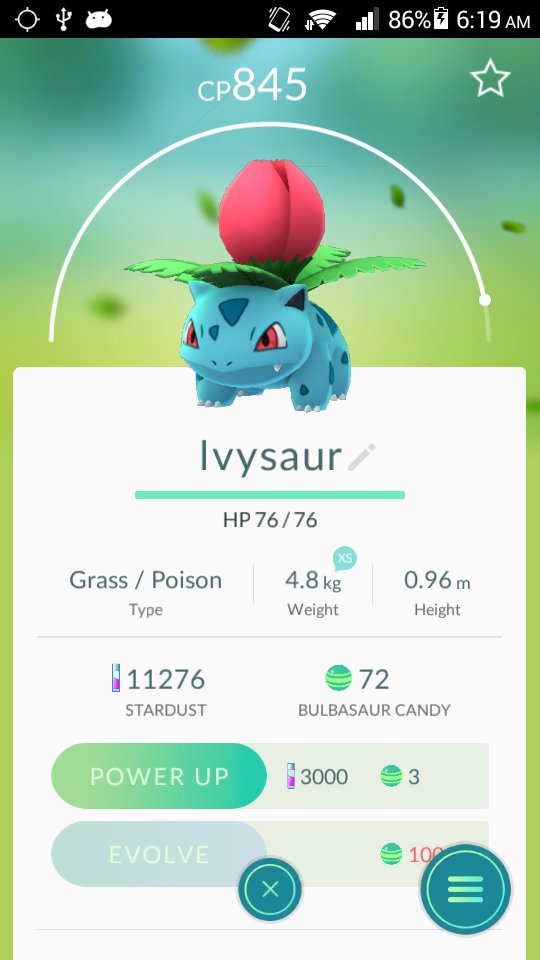 86% 6:19 AM
CP845
Ivysaur
HP 76 / 76
XS
Grass / Poison 4.8 kg 0.96 m
Type Weight Height
11276 72
STARDUST BULBASAUR CANDY
POWER UP 3000 3
EVOLVE 100